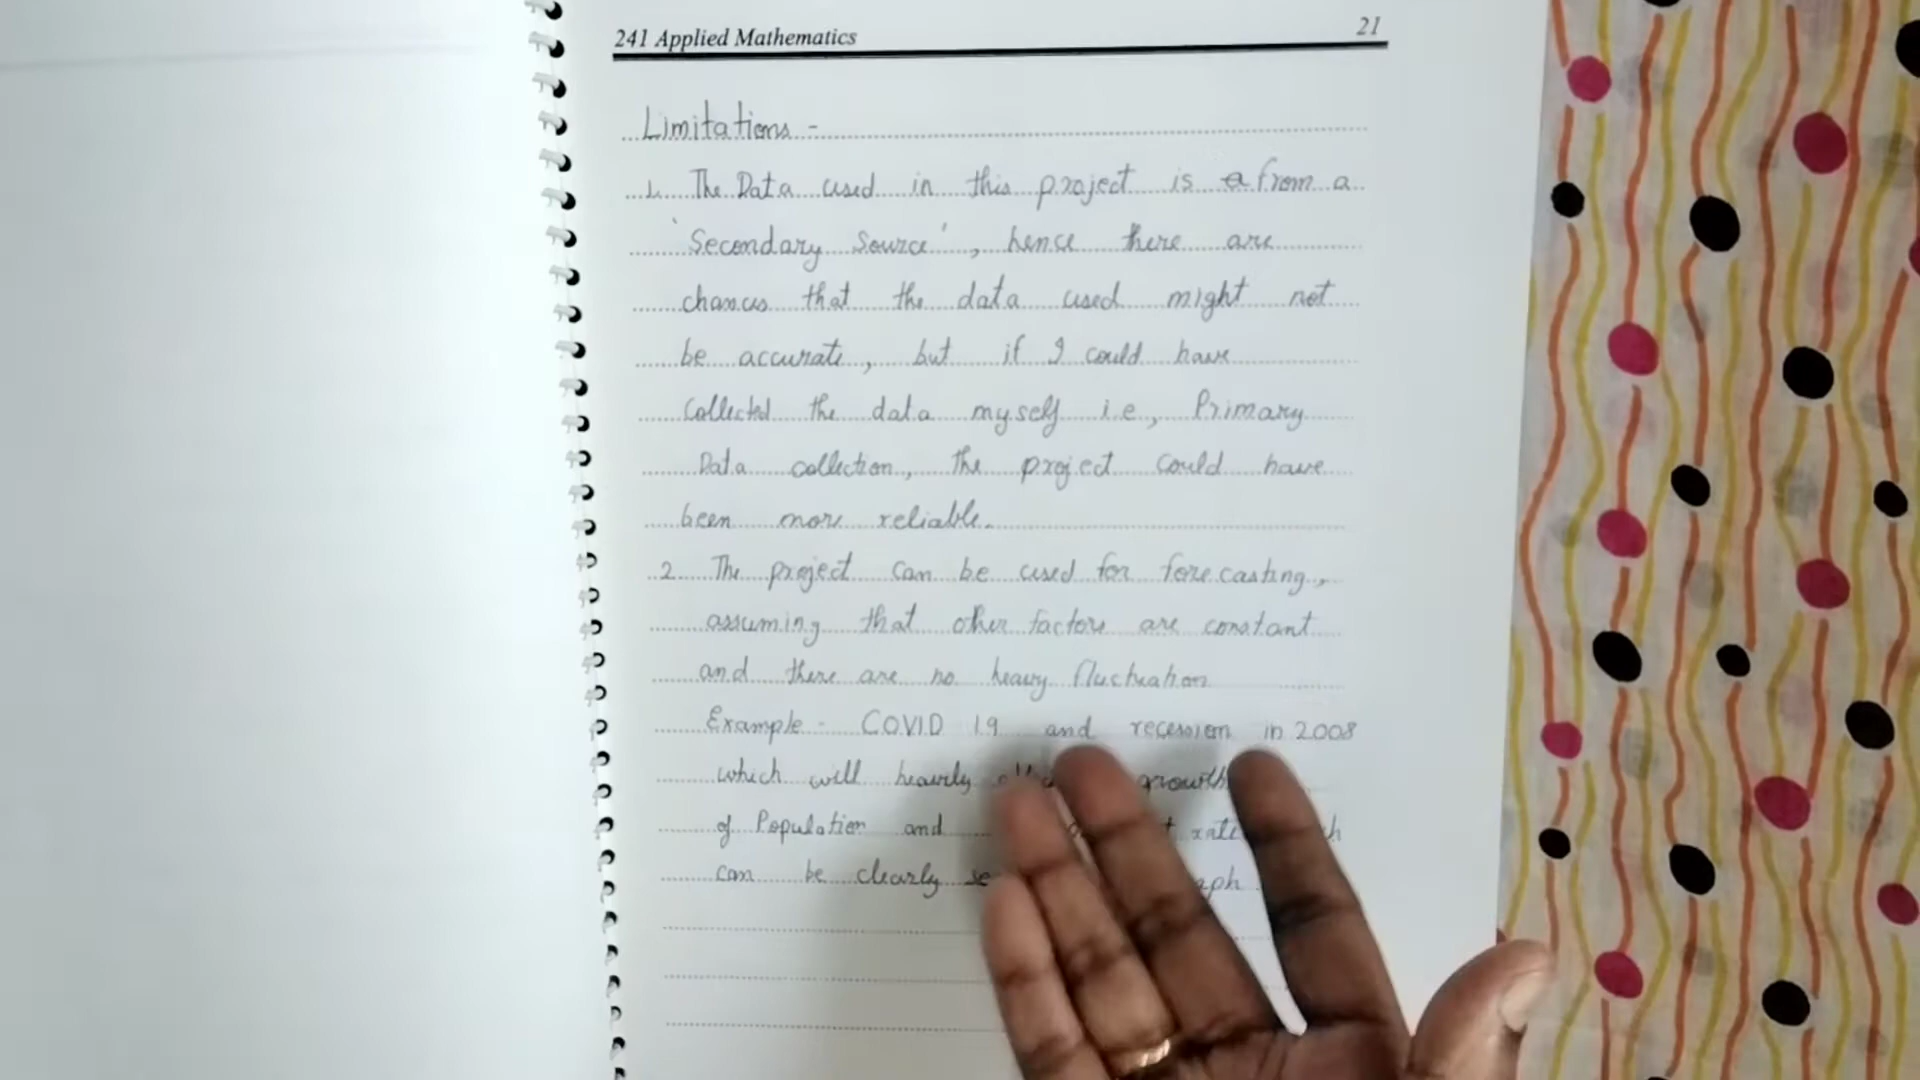 241 Applied Mathematics 21
Limitations -
1. The Data used in this project is a from a
'Secondary Source', hence there are
chances that the data used might not
be accurate, but if I could have
Collected the data myself i.e, Primary
Data collection, the project could have
been more reliable.
2. The project can be used for forecasting,
assuming that other factors are constant
and there are no heavy fluctuation
Example - COVID 19 and recession in 2008
which will heavily growth
of Population and
can be clearly